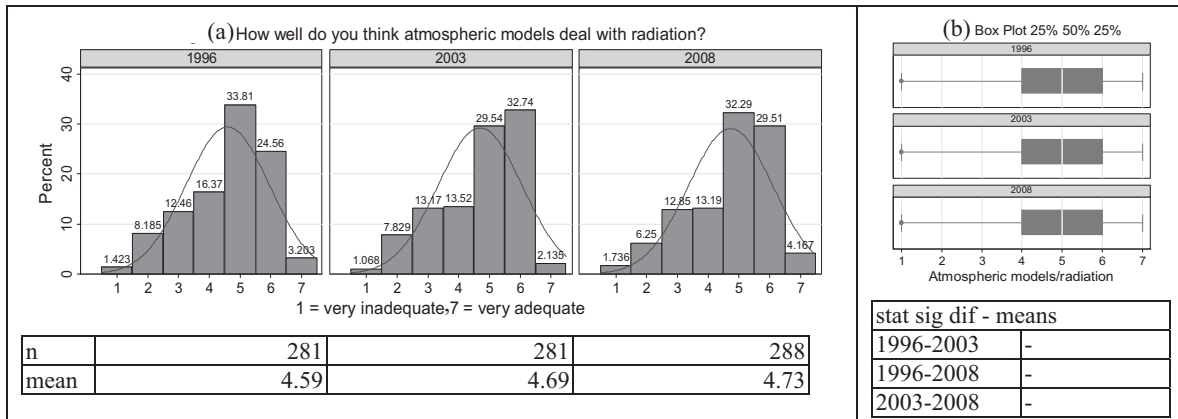 (a) How well do you think atmospheric models deal with radiation?
1996 2003 2008
Percent
40
30
20
10
0
1.423 8.185 12.46 16.37 33.81 24.56 3.203
1.068 7.829 13.17 13.52 29.54 32.74 2.135
1.736 6.25 12.85 13.19 32.29 29.51 4.167
1 2 3 4 5 6 7 1 2 3 4 5 6 7 1 2 3 4 5 6 7
1 = very inadequate,7 = very adequate
n 281 281 288
mean 4.59 4.69 4.73
(b) Box Plot 25% 50% 25%
1996
2003
2008
1 2 3 4 5 6 7
Atmospheric models/radiation
stat sig dif - means
1996-2003 -
1996-2008 -
2003-2008 -